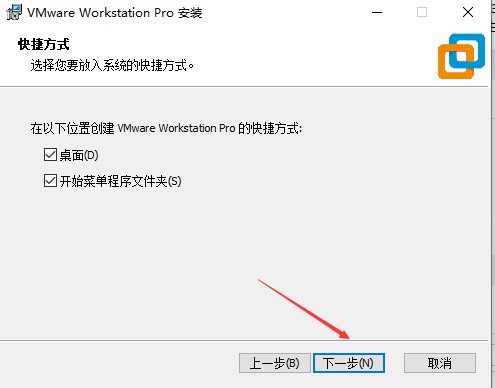 VMware Workstation Pro 安装
快捷方式
选择您要放入系统的快捷方式。
在以下位置创建 VMware Workstation Pro 的快捷方式:
桌面(D)
开始菜单程序文件夹(S)
上一步(B) 下一步(N) 取消